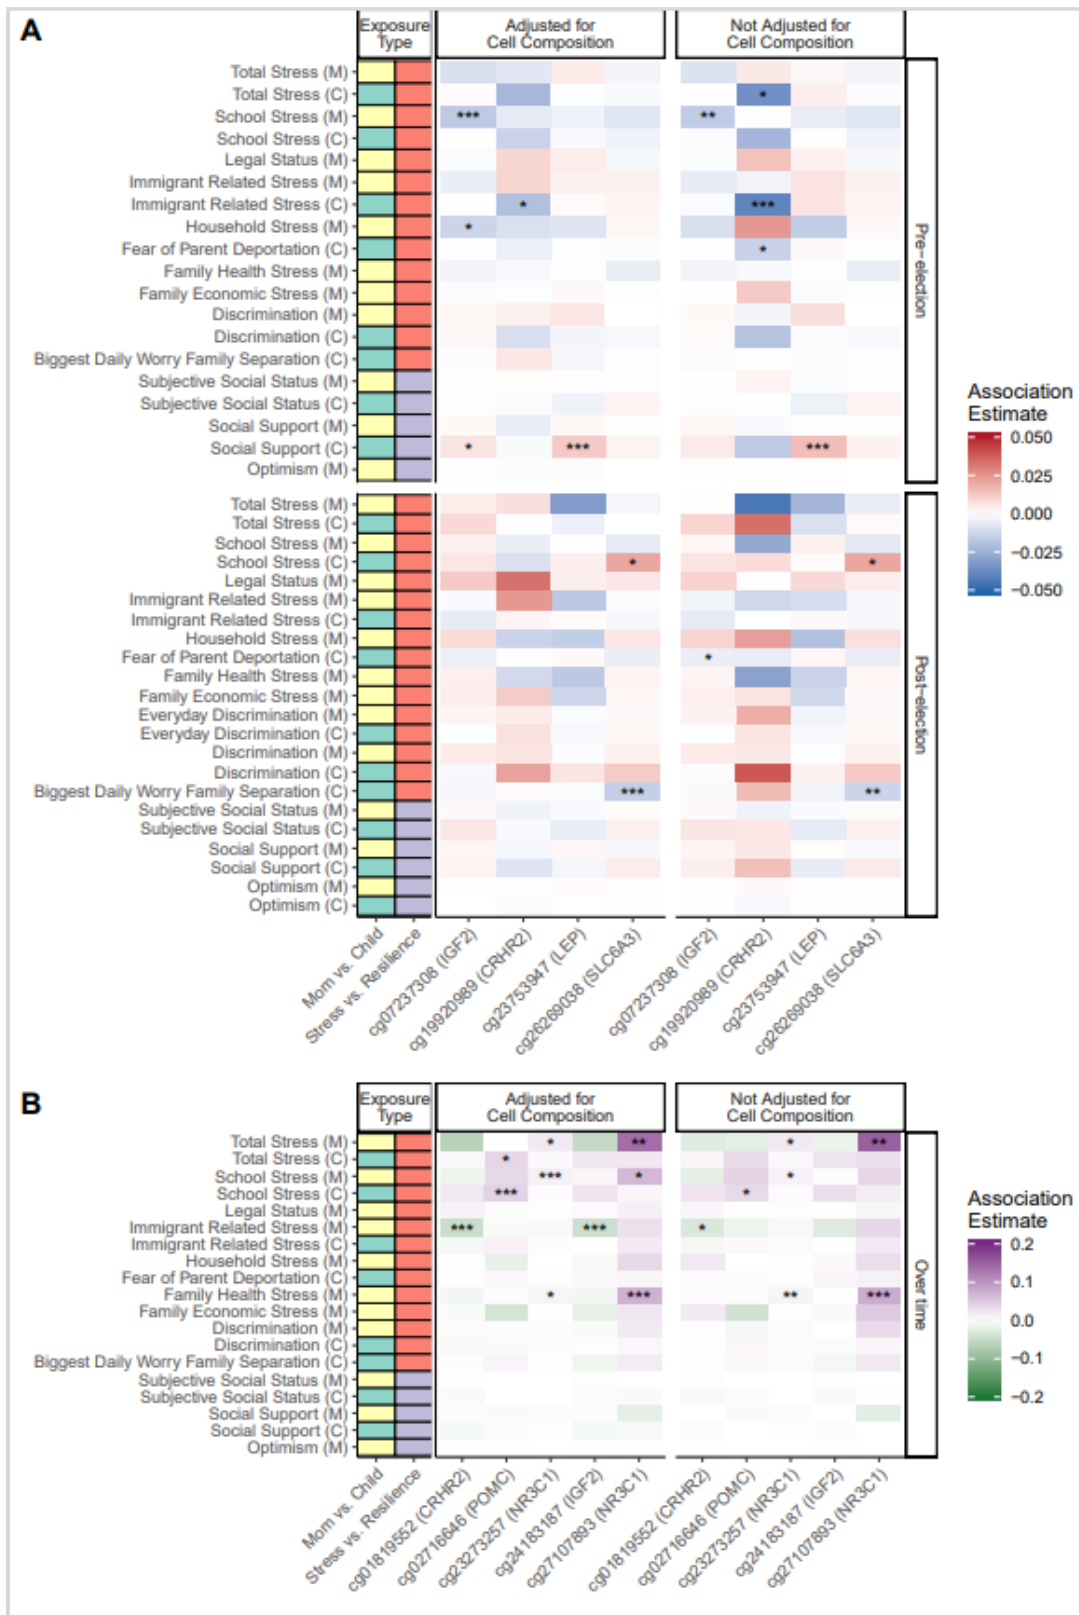 A
Exposure
Type
Adjusted for
Cell Composition
Not Adjusted for
Cell Composition
Total Stress (M)
Total Stress (C)
School Stress (M)
*** **
School Stress (C)
Legal Status (M)
Immigrant Related Stress (M)
Immigrant Related Stress (C)
* ***
Household Stress (M)
*
Fear of Parent Deportation (C)
*
Family Health Stress (M)
Family Economic Stress (M)
Discrimination (M)
Discrimination (C)
Biggest Daily Worry Family Separation (C)
Subjective Social Status (M)
Subjective Social Status (C)
Social Support (M)
Social Support (C)
* *** ***
Optimism (M)
Pre-election
Total Stress (M)
Total Stress (C)
School Stress (M)
School Stress (C)
* *
Legal Status (M)
Immigrant Related Stress (M)
Immigrant Related Stress (C)
Household Stress (M)
Fear of Parent Deportation (C)
*
Family Health Stress (M)
Family Economic Stress (M)
Everyday Discrimination (M)
Everyday Discrimination (C)
Discrimination (M)
Discrimination (C)
Biggest Daily Worry Family Separation (C)
*** **
Subjective Social Status (M)
Subjective Social Status (C)
Social Support (M)
Social Support (C)
Optimism (M)
Optimism (C)
Post-election
Mom vs. Child
Stress vs. Resilience
cg07237308 (IGF2)
cg19920989 (CRHR2)
cg23753947 (LEP)
cg26269038 (SLC6A3)
cg07237308 (IGF2)
cg19920989 (CRHR2)
cg23753947 (LEP)
cg26269038 (SLC6A3)
Association
Estimate
0.050
0.025
0.000
−0.025
−0.050
B
Exposure
Type
Adjusted for
Cell Composition
Not Adjusted for
Cell Composition
Total Stress (M)
* ** * **
Total Stress (C)
*
School Stress (M)
*** * *
School Stress (C)
*** *
Legal Status (M)
Immigrant Related Stress (M)
*** *** *
Immigrant Related Stress (C)
Household Stress (M)
Fear of Parent Deportation (C)
Family Health Stress (M)
* *** ** ***
Family Economic Stress (M)
Discrimination (M)
Discrimination (C)
Biggest Daily Worry Family Separation (C)
Subjective Social Status (M)
Subjective Social Status (C)
Social Support (M)
Social Support (C)
Optimism (M)
Over time
Mom vs. Child
Stress vs. Resilience
cg01819552 (CRHR2)
cg02716646 (POMC)
cg23273257 (NR3C1)
cg24183187 (IGF2)
cg27107893 (NR3C1)
cg01819552 (CRHR2)
cg02716646 (POMC)
cg23273257 (NR3C1)
cg24183187 (IGF2)
cg27107893 (NR3C1)
Association
Estimate
0.2
0.1
0.0
−0.1
−0.2